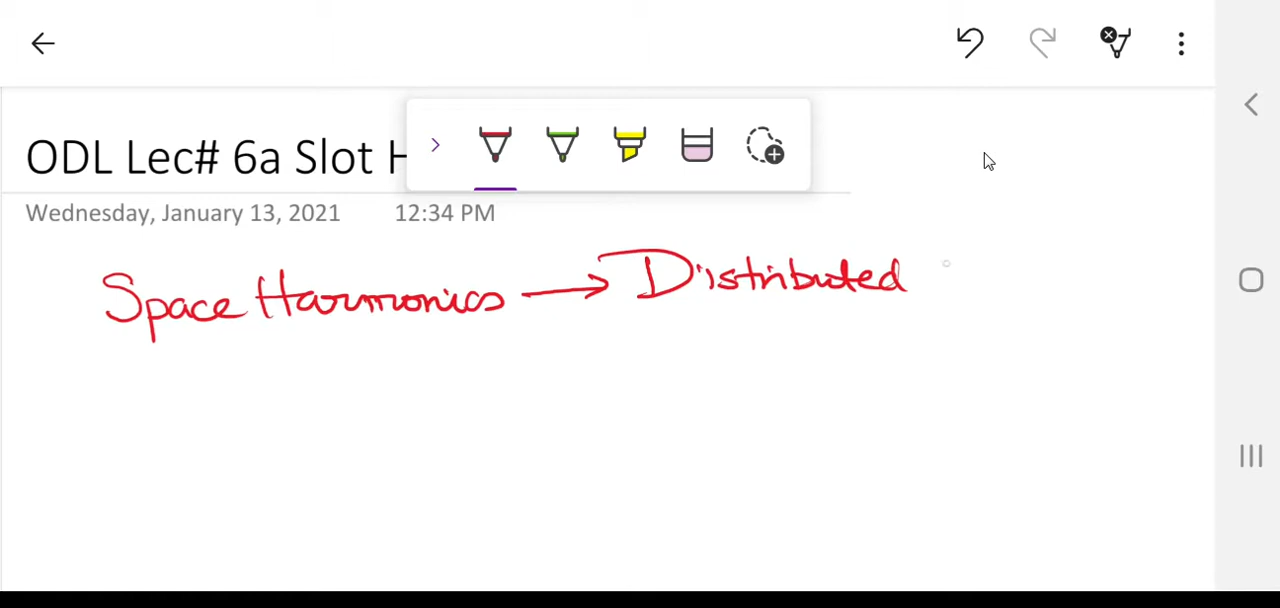 ODL Lec# 6a Slot H
Wednesday, January 13, 2021 12:34 PM
Space Harmonics → Distributed